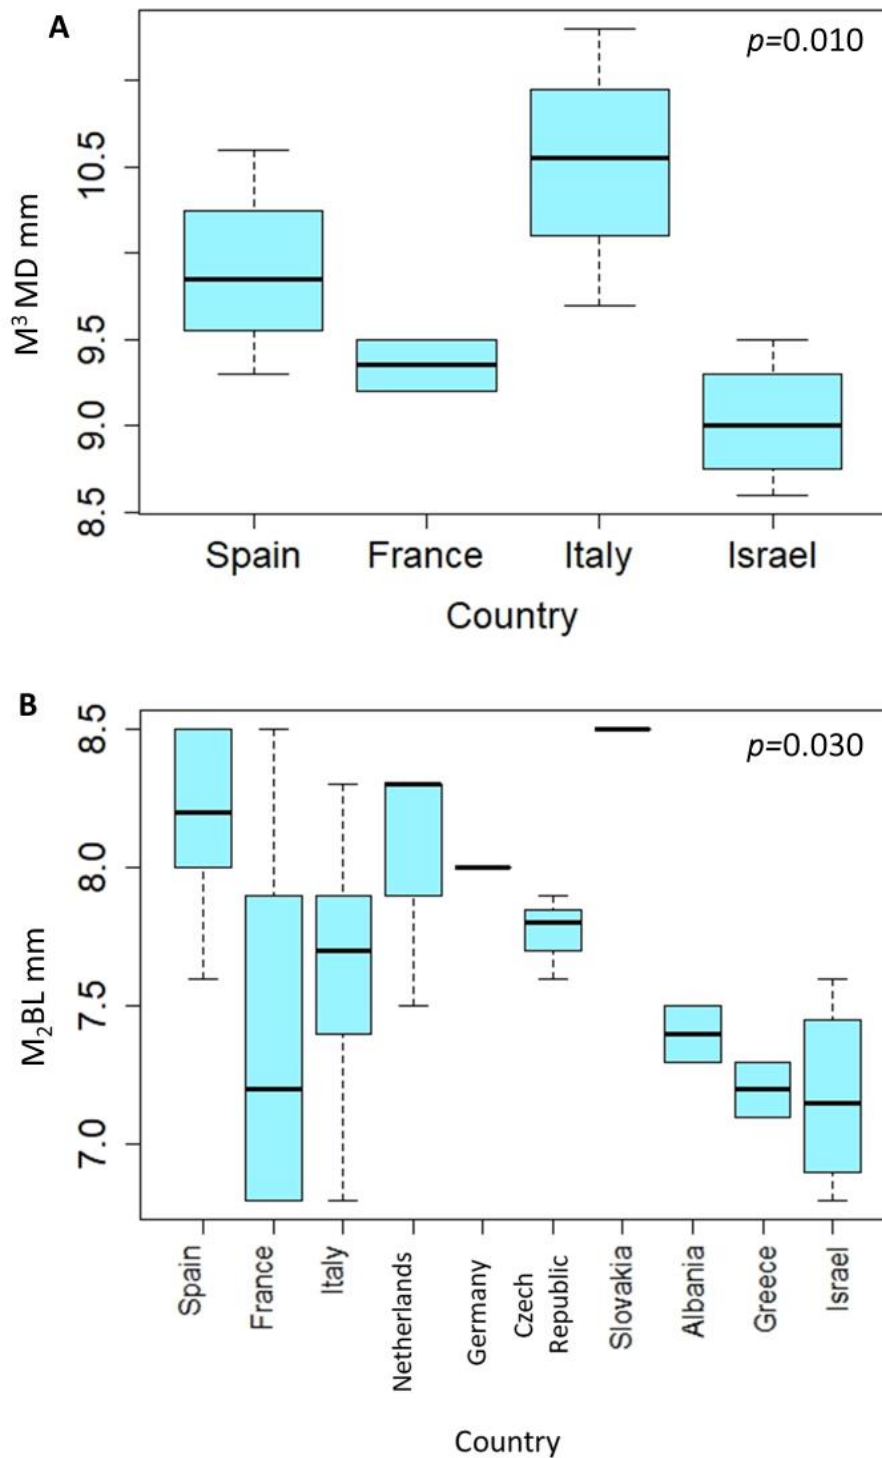 A
p=0.010
M³ MD mm
10.5
9.5
9.0
8.5
Spain
France
Italy
Israel
Country
B
p=0.030
M₂BL mm
8.5
8.0
7.5
7.0
Spain
France
Italy
Netherlands
Germany
Czech
Republic
Slovakia
Albania
Greece
Israel
Country